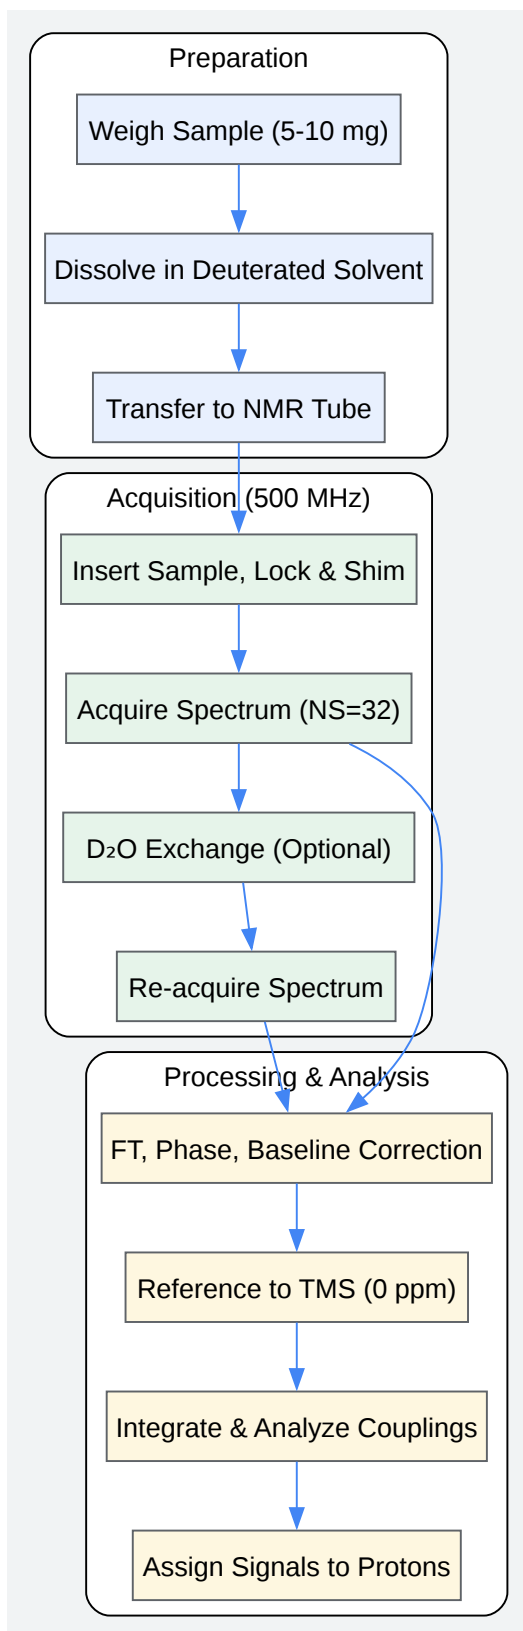 Preparation
Weigh Sample (5-10 mg)
Dissolve in Deuterated Solvent
Transfer to NMR Tube
Acquisition (500 MHz)
Insert Sample, Lock & Shim
Acquire Spectrum (NS=32)
D₂O Exchange (Optional)
Re-acquire Spectrum
Processing & Analysis
FT, Phase, Baseline Correction
Reference to TMS (0 ppm)
Integrate & Analyze Couplings
Assign Signals to Protons